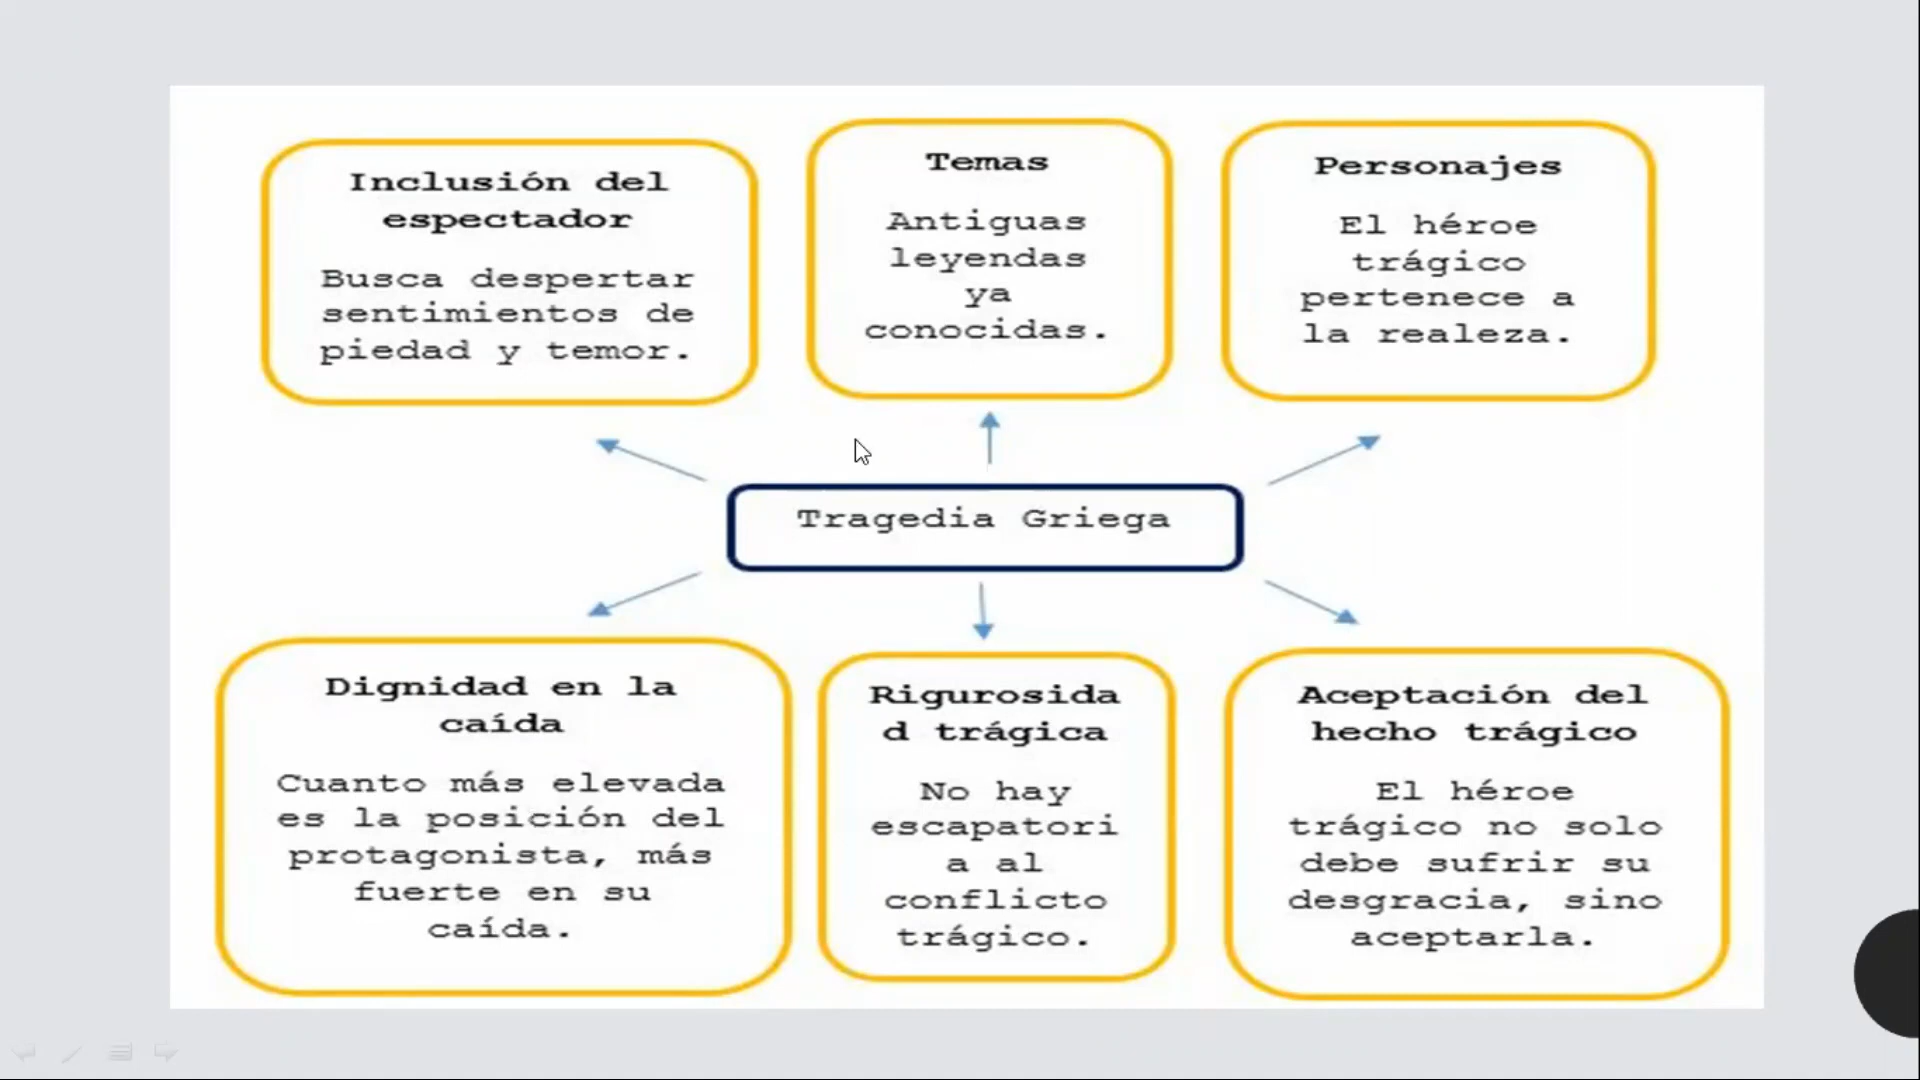 Inclusión del
espectador
Busca despertar
sentimientos de
piedad y temor.
Temas
Antiguas
leyendas
ya
conocidas.
Personajes
El héroe
trágico
pertenece a
la realeza.
Tragedia Griega
Dignidad en la
caída
Cuanto más elevada
es la posición del
protagonista, más
fuerte en su
caída.
Rigurosida
d trágica
No hay
escapatori
a al
conflicto
trágico.
Aceptación del
hecho trágico
El héroe
trágico no solo
debe sufrir su
desgracia, sino
aceptarla.